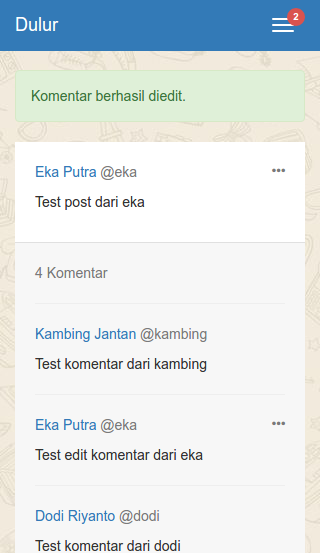 Dulur
2
Komentar berhasil diedit.
Eka Putra @eka
Test post dari eka
4 Komentar
Kambing Jantan @kambing
Test komentar dari kambing
Eka Putra @eka
Test edit komentar dari eka
Dodi Riyanto @dodi
Test komentar dari dodi